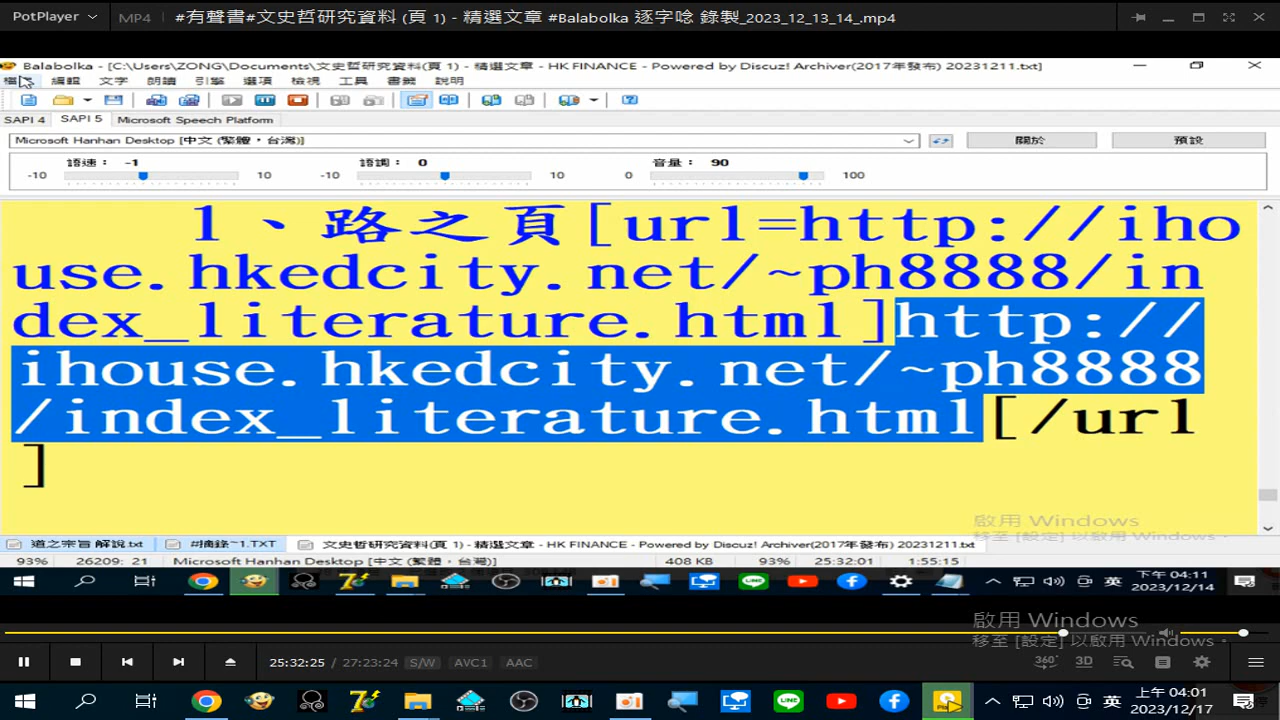 PotPlayer MP4 #有聲書#文史哲研究資料 (頁 1) - 精選文章 #Balabolka 逐字唸 錄製_2023_12_13_14_.mp4
Balabolka - [C:\Users\ZONG\Documents\文史哲研究資料(頁 1) - 精選文章 - HK FINANCE - Powered by Discuz! Archiver(2017年發布) 20231211.txt]
檔案 編輯 文字 朗讀 引擎 選項 檢視 工具 書籤 說明
SAPI 4 SAPI 5 Microsoft Speech Platform
Microsoft Hanhan Desktop [中文 (繁體，台灣)] 關於 預設
語速： -1 語調： 0 音量： 90
-10 10 -10 10 0 100
1、路之頁[url=http://iho
use.hkedcity.net/~ph8888/in
dex_literature.html]http://
ihouse.hkedcity.net/~ph8888
/index_literature.html[/url
]
啟用 Windows
移至 [設定] 以啟用 Windows。
道之宗旨 解說.txt #摘錄~1.TXT 文史哲研究資料(頁 1) - 精選文章 - HK FINANCE - Powered by Discuz! Archiver(2017年發布) 20231211.txt
93% 26209: 21 Microsoft Hanhan Desktop [中文 (繁體，台灣)] 408 KB 93% 25:32:01 1:55:15
英 下午 04:11
2023/12/14
啟用 Windows
移至 [設定] 以啟用 Windows。
25:32:25 / 27:23:24 S/W AVC1 AAC 360° 3D
英 上午 04:01
2023/12/17